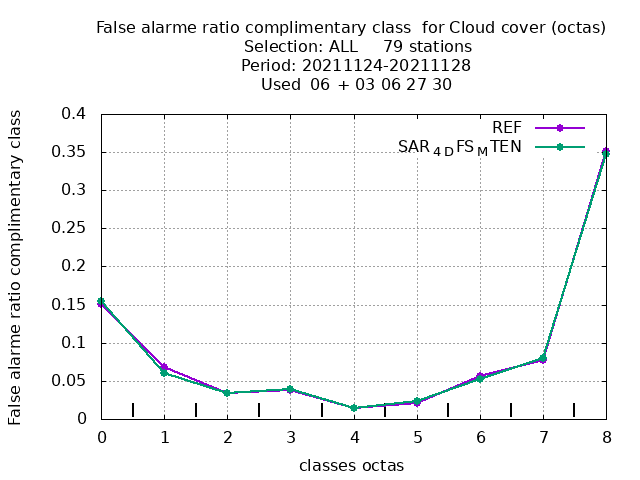 False alarme ratio complimentary class  for Cloud cover (octas)
Selection: ALL     79 stations
Period: 20211124-20211128
Used  06  + 03 06 27 30
False alarme ratio complimentary class
0.4
0.35
0.3
0.25
0.2
0.15
0.1
0.05
0
REF
SAR4DFSMTEN
0 1 2 3 4 5 6 7 8
classes octas